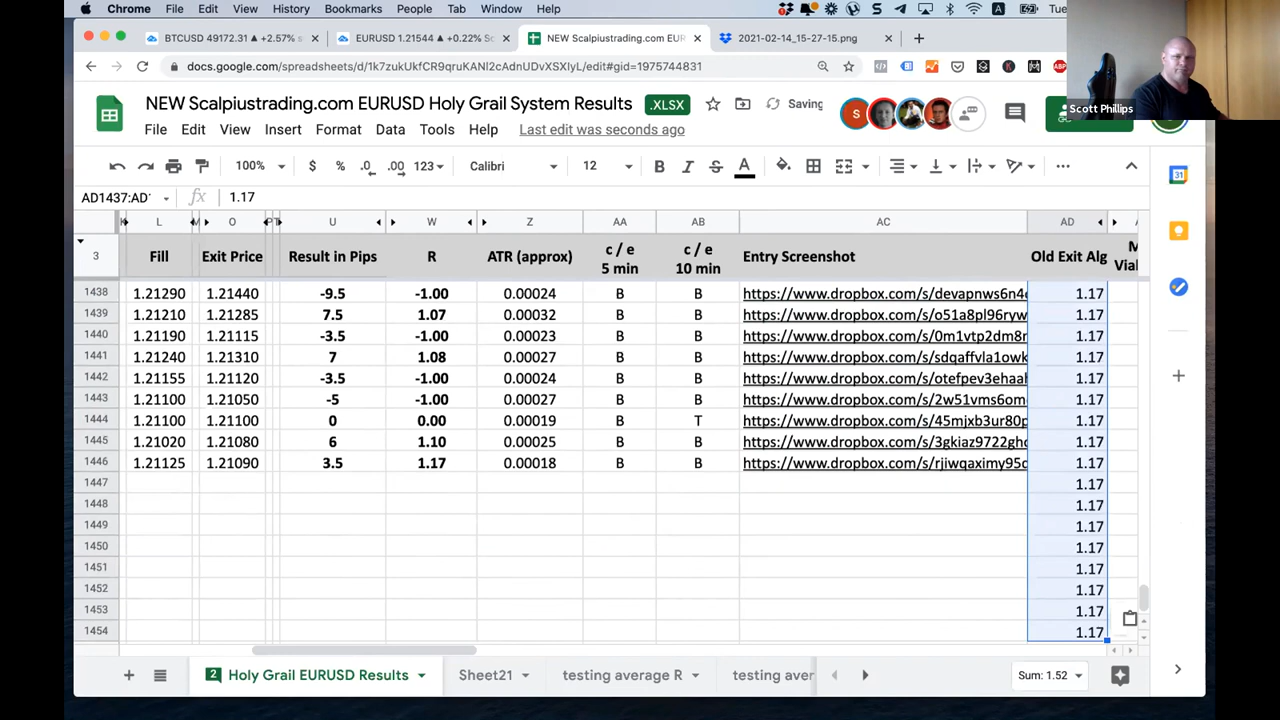 Chrome File Edit View History Bookmarks People Tab Window Help Tue
BTCUSD 49172.31 ▲ +2.57% × EURUSD 1.21544 ▲ +0.22% × NEW Scalpiustrading.com EUR × 2021-02-14_15-27-15.png × +
docs.google.com/spreadsheets/d/1k7zukUkfCR9qruKANl2cAdnUDvXSXIyL/edit#gid=1975744831
Scott Phillips
NEW Scalpiustrading.com EURUSD Holy Grail System Results .XLSX Saving
File Edit View Insert Format Data Tools Help Last edit was seconds ago
100% $ % .0 .00 123 Calibri 12 B I S A
AD1437:AD fx 1.17
L O U W Z AA AB AC AD
3 Fill Exit Price Result in Pips R ATR (approx) c / e 5 min c / e 10 min Entry Screenshot Old Exit Alg
1438 1.21290 1.21440 -9.5 -1.00 0.00024 B B https://www.dropbox.com/s/devapnws6n4 1.17
1439 1.21210 1.21285 7.5 1.07 0.00032 B B https://www.dropbox.com/s/o51a8pl96ryw 1.17
1440 1.21190 1.21115 -3.5 -1.00 0.00023 B B https://www.dropbox.com/s/0m1vtp2dm8 1.17
1441 1.21240 1.21310 7 1.08 0.00027 B B https://www.dropbox.com/s/sdqaffvla1owk 1.17
1442 1.21155 1.21120 -3.5 -1.00 0.00024 B B https://www.dropbox.com/s/otefpev3ehaa 1.17
1443 1.21100 1.21050 -5 -1.00 0.00027 B B https://www.dropbox.com/s/2w51vms6om 1.17
1444 1.21100 1.21100 0 0.00 0.00019 B T https://www.dropbox.com/s/45mjxb3ur80p 1.17
1445 1.21020 1.21080 6 1.10 0.00025 B B https://www.dropbox.com/s/3gkiaz9722gh 1.17
1446 1.21125 1.21090 3.5 1.17 0.00018 B B https://www.dropbox.com/s/rjiwqaximy95 1.17
1447 1.17
1448 1.17
1449 1.17
1450 1.17
1451 1.17
1452 1.17
1453 1.17
1454 1.17
+ 2 Holy Grail EURUSD Results Sheet21 testing average R testing aver Sum: 1.52